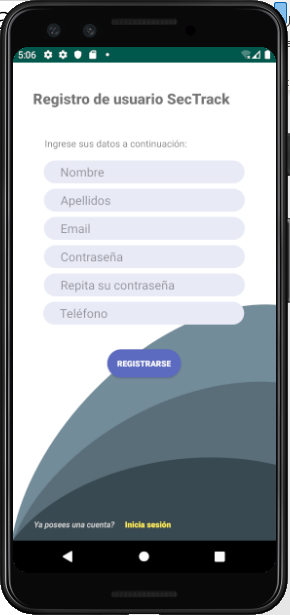 5:06
Registro de usuario SecTrack
Ingrese sus datos a continuación:
Nombre
Apellidos
Email
Contraseña
Repita su contraseña
Teléfono
REGISTRARSE
Ya posees una cuenta? Inicia sesión